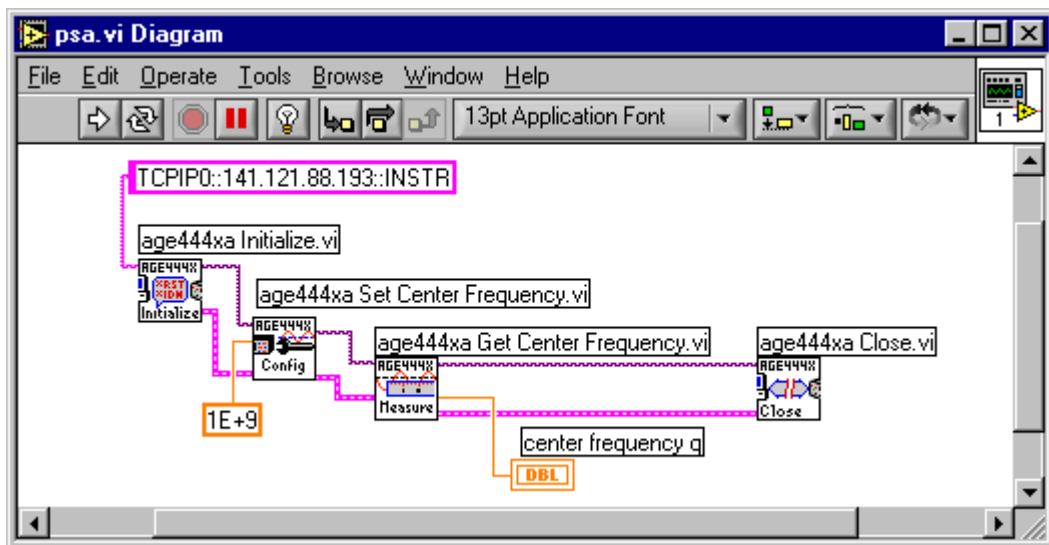 psa.vi Diagram
File Edit Operate Tools Browse Window Help
13pt Application Font
1
TCPIP0::141.121.88.193::INSTR
age444xa Initialize.vi
AGE444X
*RST
*IDN
Initialize
age444xa Set Center Frequency.vi
AGE444X
Config
1E+9
age444xa Get Center Frequency.vi
AGE444X
Measure
age444xa Close.vi
AGE444X
Close
center frequency q
DBL